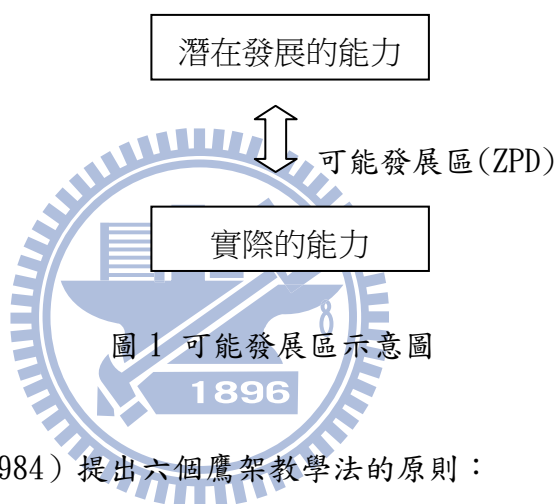 潛在發展的能力
可能發展區(ZPD)
實際的能力
圖 1 可能發展區示意圖
1896
984）提出六個鷹架教學法的原則：